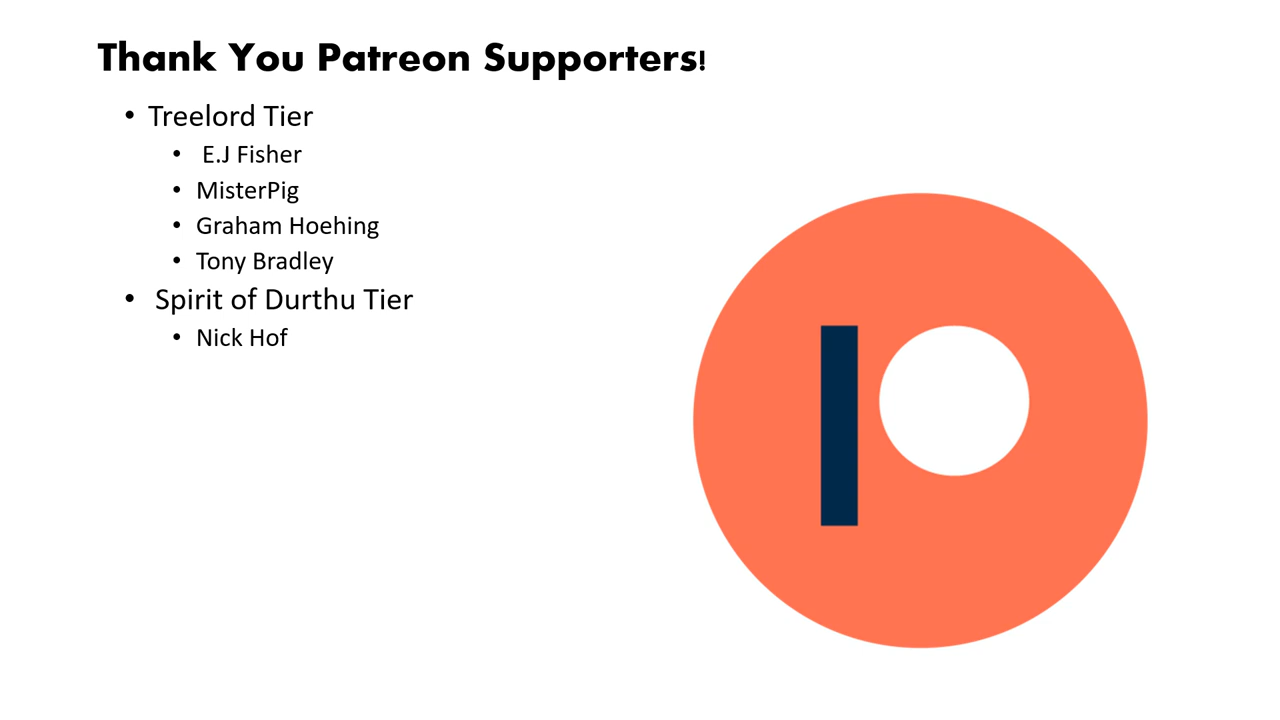 Thank You Patreon Supporters!
• Treelord Tier
• E.J Fisher
• MisterPig
• Graham Hoehing
• Tony Bradley
• Spirit of Durthu Tier
• Nick Hof